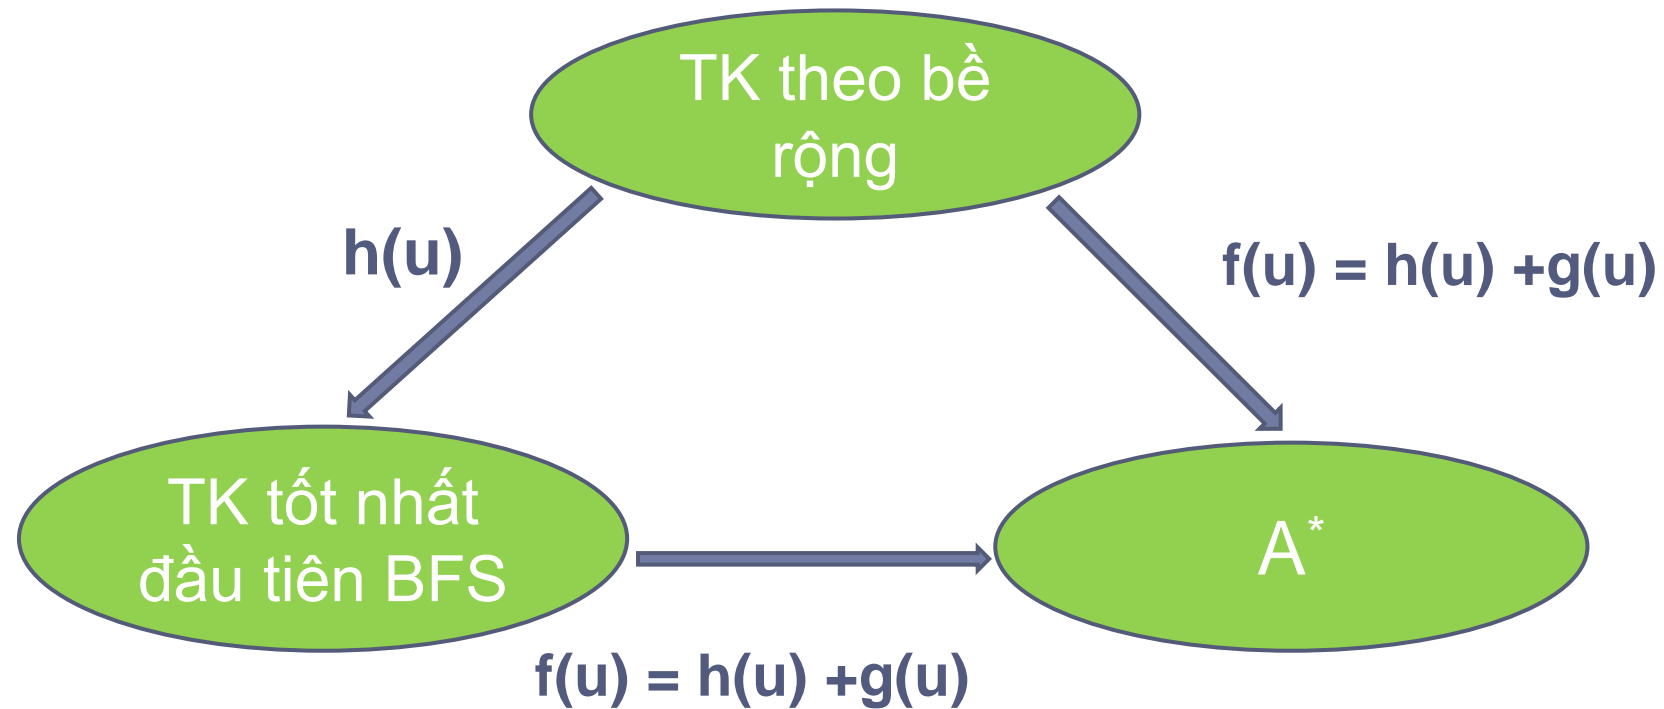 TK theo bề
rộng
h(u)
f(u) = h(u) +g(u)
TK tốt nhất
đầu tiên BFS
A*
f(u) = h(u) +g(u)